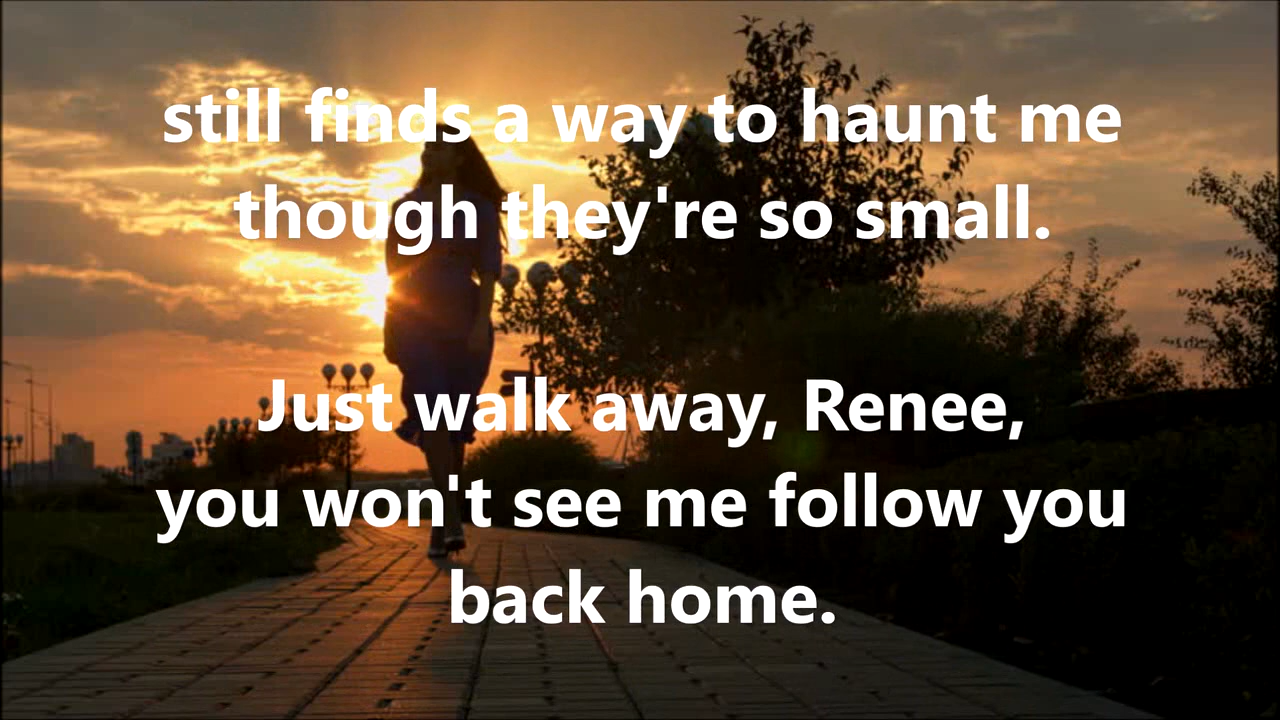 still finds a way to haunt me
though they're so small.
Just walk away, Renee,
you won't see me follow you
back home.